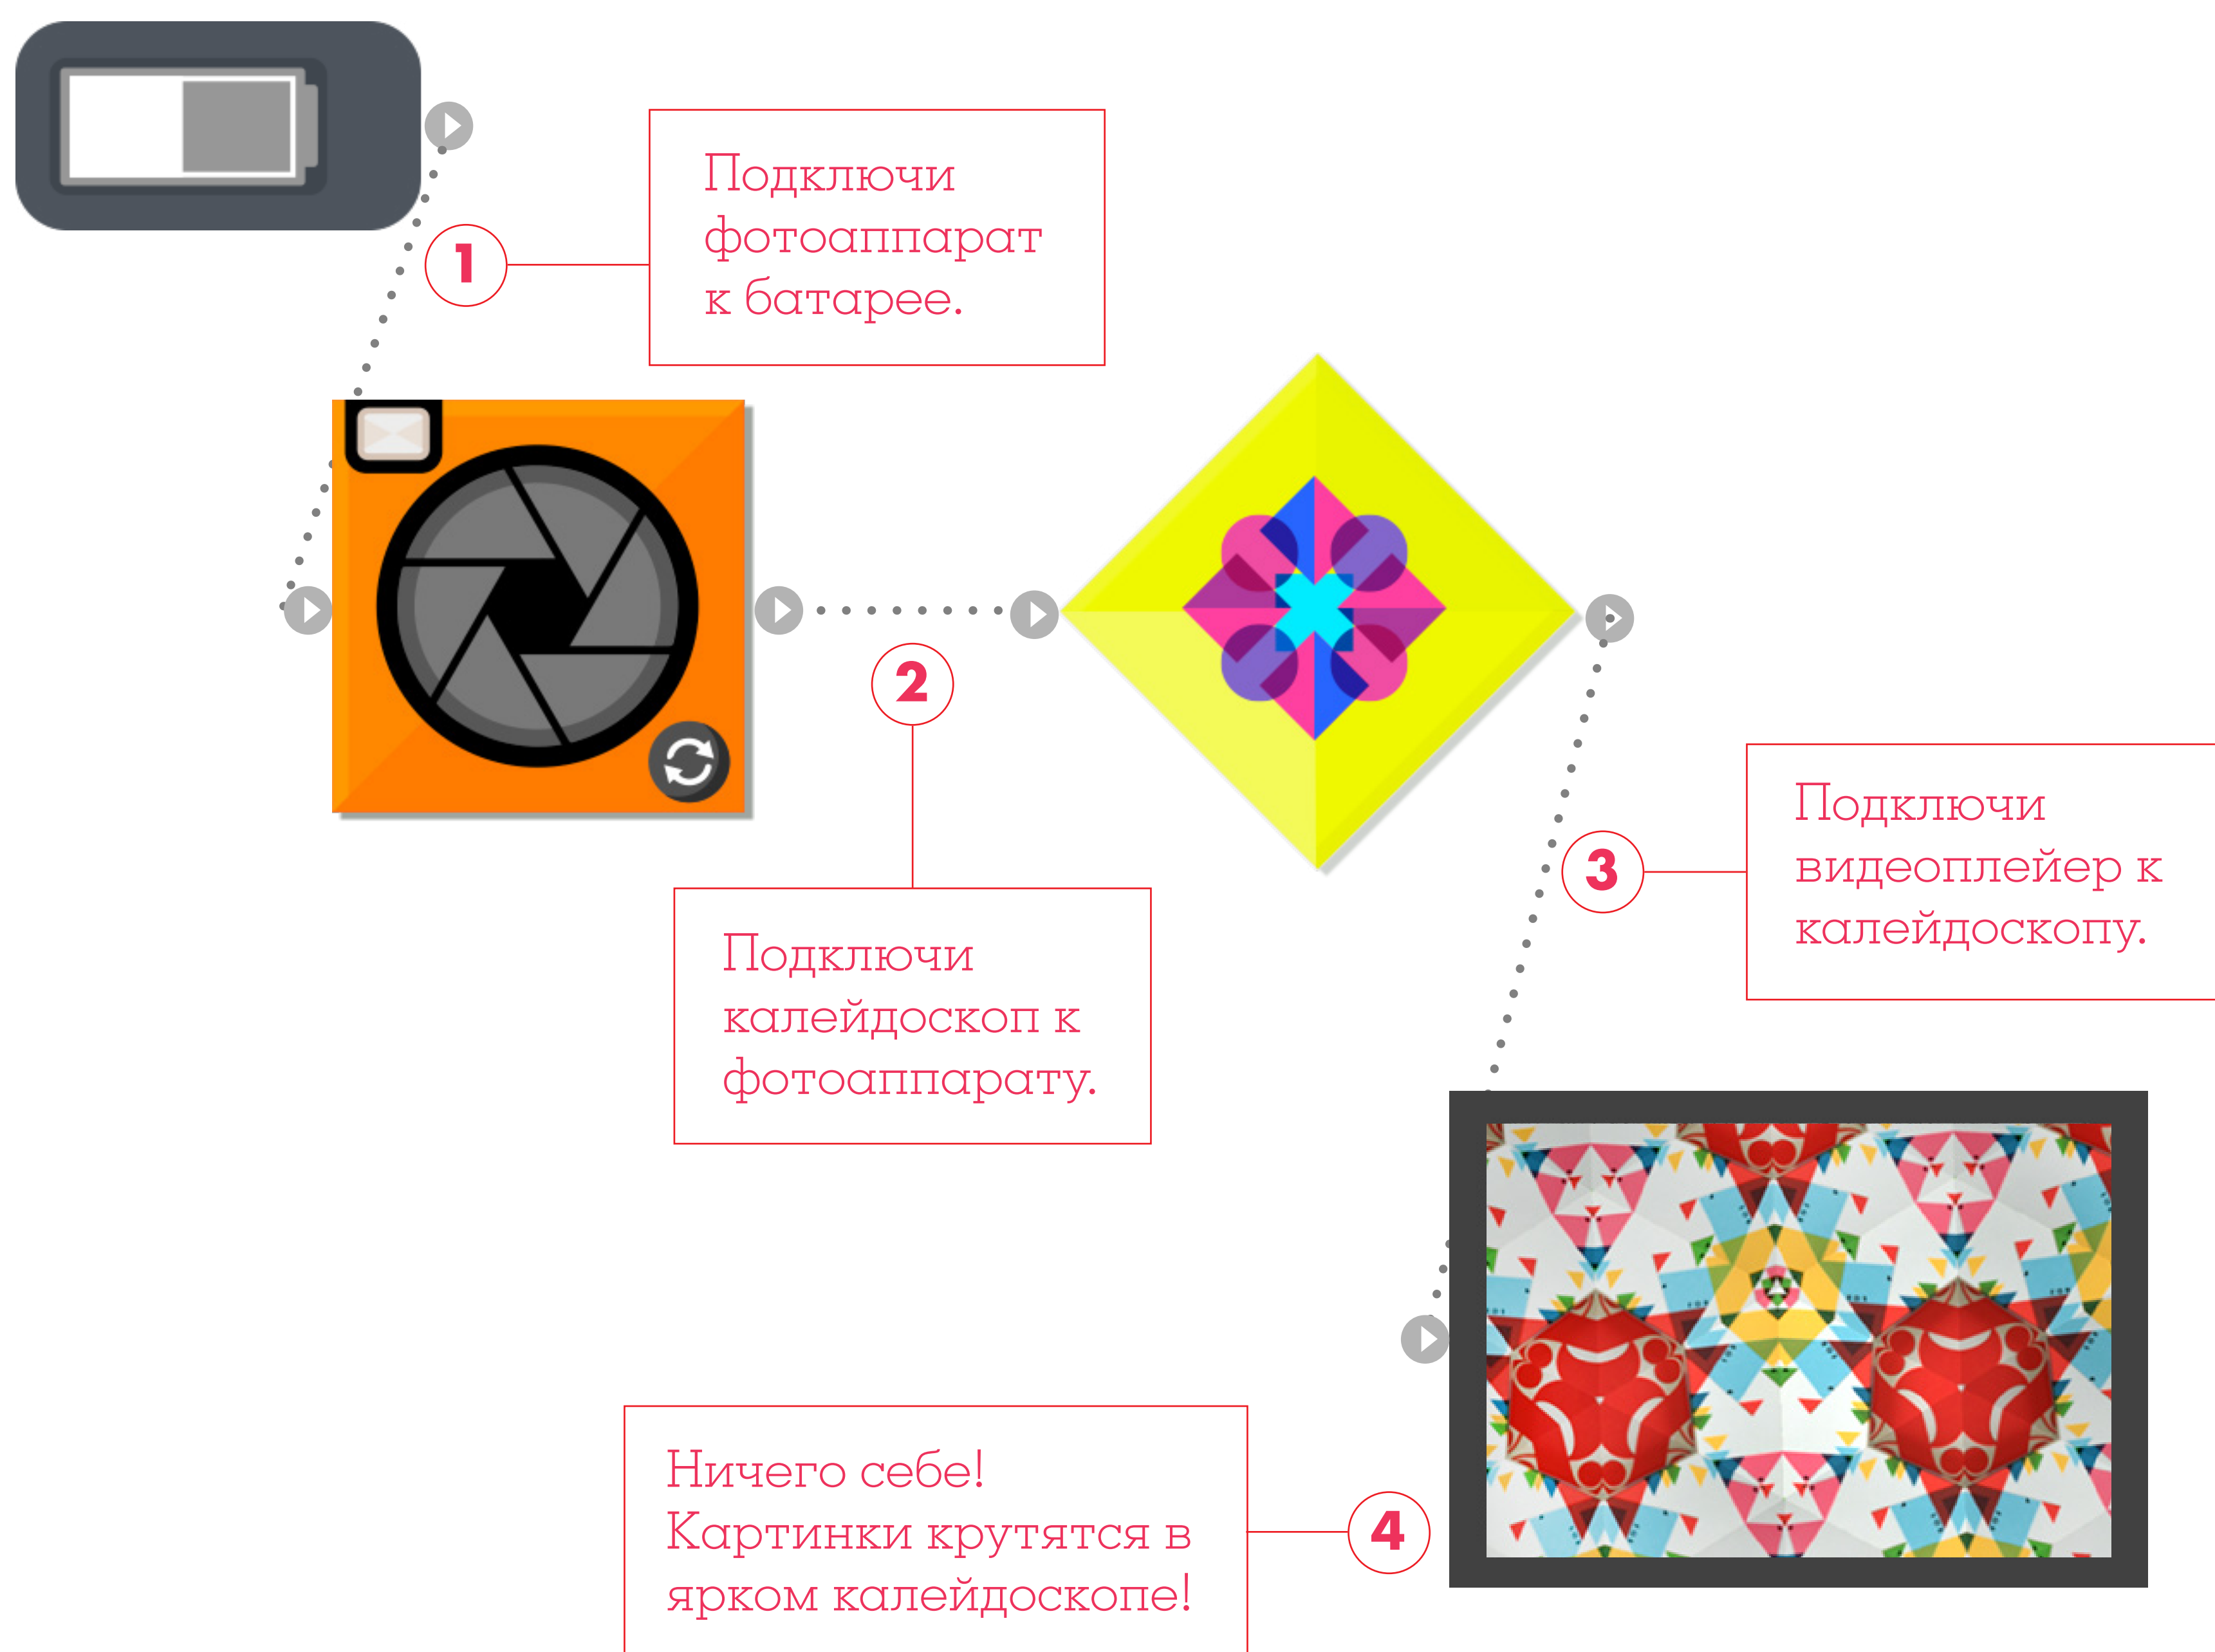 Подключи
фотоаппарат
к батарее.
1
2
Подключи
калейдоскоп к
фотоаппарату.
3
Подключи
видеоплейер к
калейдоскопу.
Ничего себе!
Картинки крутятся в
ярком калейдоскопе!
4